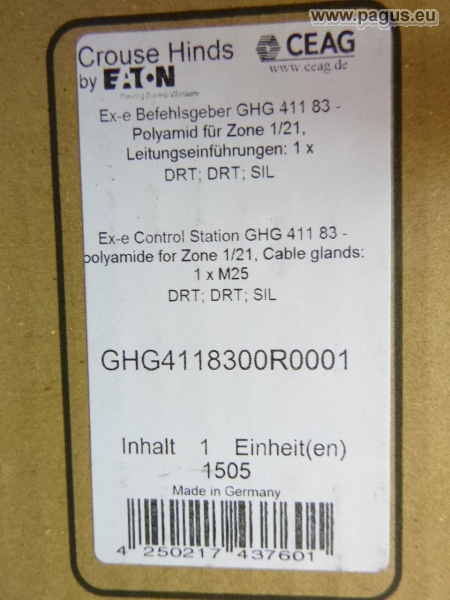 www.pagus.eu
Crouse Hinds
by EATON
CEAG
www.ceag.de
Ex-e Befehlsgeber GHG 411 83 -
Polyamid für Zone 1/21,
Leitungseinführungen: 1 x
DRT; DRT; SIL
Ex-e Control Station GHG 411 83 -
polyamide for Zone 1/21, Cable glands:
1 x M25
DRT; DRT; SIL
GHG4118300R0001
Inhalt 1 Einheit(en)
1505
Made in Germany
4 250217 437601